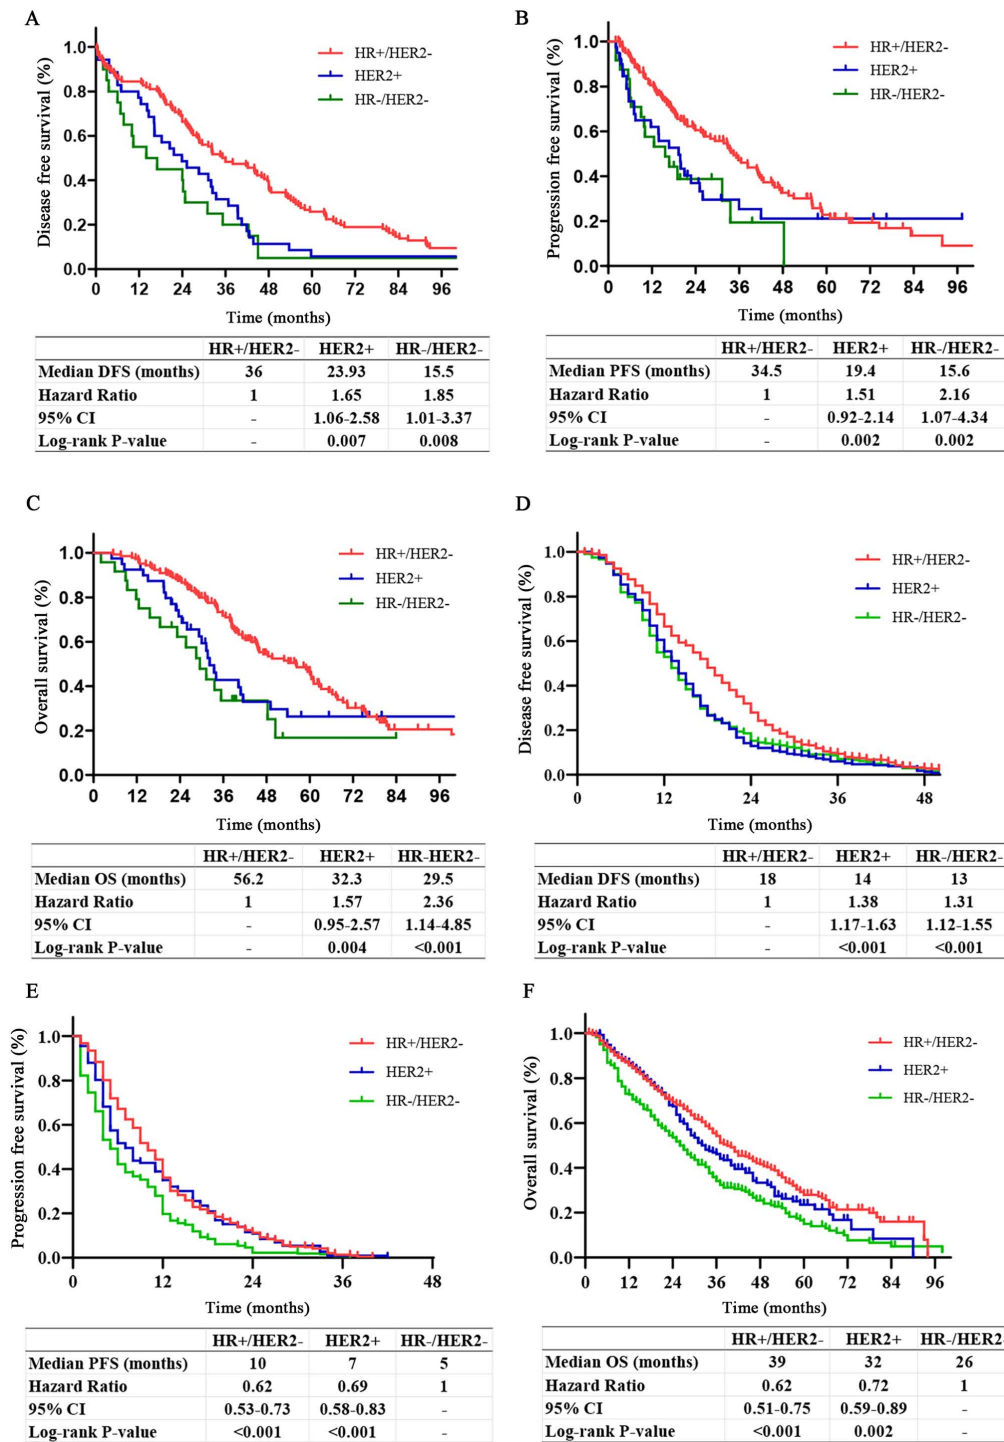 A
Disease free survival (%)
1.0
0.8
0.6
0.4
0.2
0.0
HR+/HER2-
HER2+
HR-/HER2-
0 12 24 36 48 60 72 84 96
Time (months)
HR+/HER2- HER2+ HR-/HER2-
Median DFS (months) 36 23.93 15.5
Hazard Ratio 1 1.65 1.85
95% CI - 1.06-2.58 1.01-3.37
Log-rank P-value - 0.007 0.008
B
Progression free survival (%)
1.0
0.8
0.6
0.4
0.2
0.0
HR+/HER2-
HER2+
HR-/HER2-
0 12 24 36 48 60 72 84 96
Time (months)
HR+/HER2- HER2+ HR-/HER2-
Median PFS (months) 34.5 19.4 15.6
Hazard Ratio 1 1.51 2.16
95% CI - 0.92-2.14 1.07-4.34
Log-rank P-value - 0.002 0.002
C
Overall survival (%)
1.0
0.8
0.6
0.4
0.2
0.0
HR+/HER2-
HER2+
HR-/HER2-
0 12 24 36 48 60 72 84 96
Time (months)
HR+/HER2- HER2+ HR-HER2-
Median OS (months) 56.2 32.3 29.5
Hazard Ratio 1 1.57 2.36
95% CI - 0.95-2.57 1.14-4.85
Log-rank P-value - 0.004 <0.001
D
Disease free survival (%)
1.0
0.8
0.6
0.4
0.2
0.0
HR+/HER2-
HER2+
HR-/HER2-
0 12 24 36 48
Time (months)
HR+/HER2- HER2+ HR-/HER2-
Median DFS (months) 18 14 13
Hazard Ratio 1 1.38 1.31
95% CI - 1.17-1.63 1.12-1.55
Log-rank P-value - <0.001 <0.001
E
Progression free survival (%)
1.0
0.8
0.6
0.4
0.2
0.0
HR+/HER2-
HER2+
HR-/HER2-
0 12 24 36 48
Time (months)
HR+/HER2- HER2+ HR-/HER2-
Median PFS (months) 10 7 5
Hazard Ratio 0.62 0.69 1
95% CI 0.53-0.73 0.58-0.83 -
Log-rank P-value <0.001 <0.001 -
F
Overall survival (%)
1.0
0.8
0.6
0.4
0.2
0.0
HR+/HER2-
HER2+
HR-/HER2-
0 12 24 36 48 60 72 84 96
Time (months)
HR+/HER2- HER2+ HR-/HER2-
Median OS (months) 39 32 26
Hazard Ratio 0.62 0.72 1
95% CI 0.51-0.75 0.59-0.89 -
Log-rank P-value <0.001 0.002 -